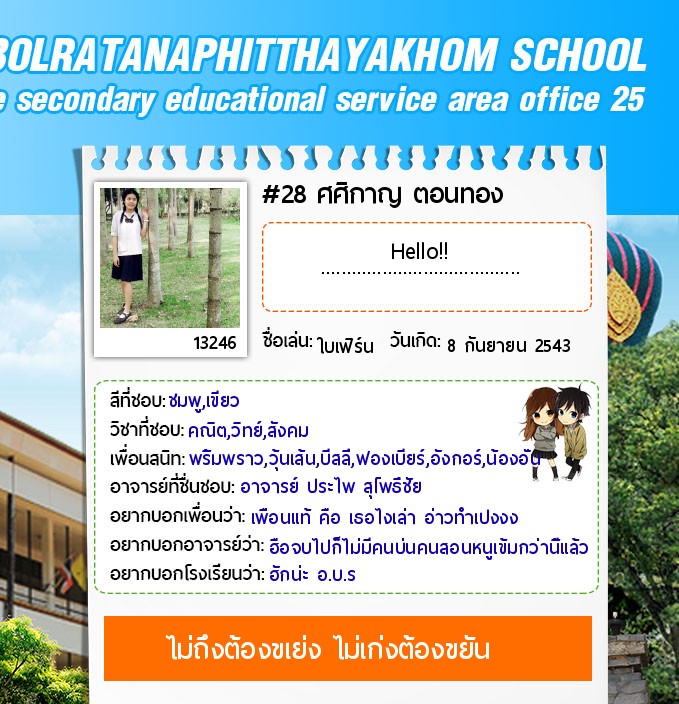 BOLRATANAPHITTHAYAKHOM SCHOOL
e secondary educational service area office 25
#28 ศศิกาญ ตอนทอง
Hello!!
........................................
13246
ชื่อเล่น: ใบเฟิร์น วันเกิด: 8 กันยายน 2543
สีที่ชอบ: ชมพู,เขียว
วิชาที่ชอบ: คณิต,วิทย์,สังคม
เพื่อนสนิท: พริมพราว,วุ้นเส้น,บีสลี,ฟองเบียร์,อังกอร์,น้องอัน
อาจารย์ที่ชื่นชอบ: อาจารย์ ประไพ สุโพธิ์ชัย
อยากบอกเพื่อนว่า: เพื่อนแท้ คือ เธอไงเล่า อ่าวทำเปงงง
อยากบอกอาจารย์ว่า: ฮือจบไปก็ไม่มีคนบ่นคนสอนหนูเข้มกว่านี้แล้ว
อยากบอกโรงเรียนว่า: ฮักน่ะ อ.บ.ร
ไม่ถึงต้องขเย่ง ไม่เก่งต้องขยัน